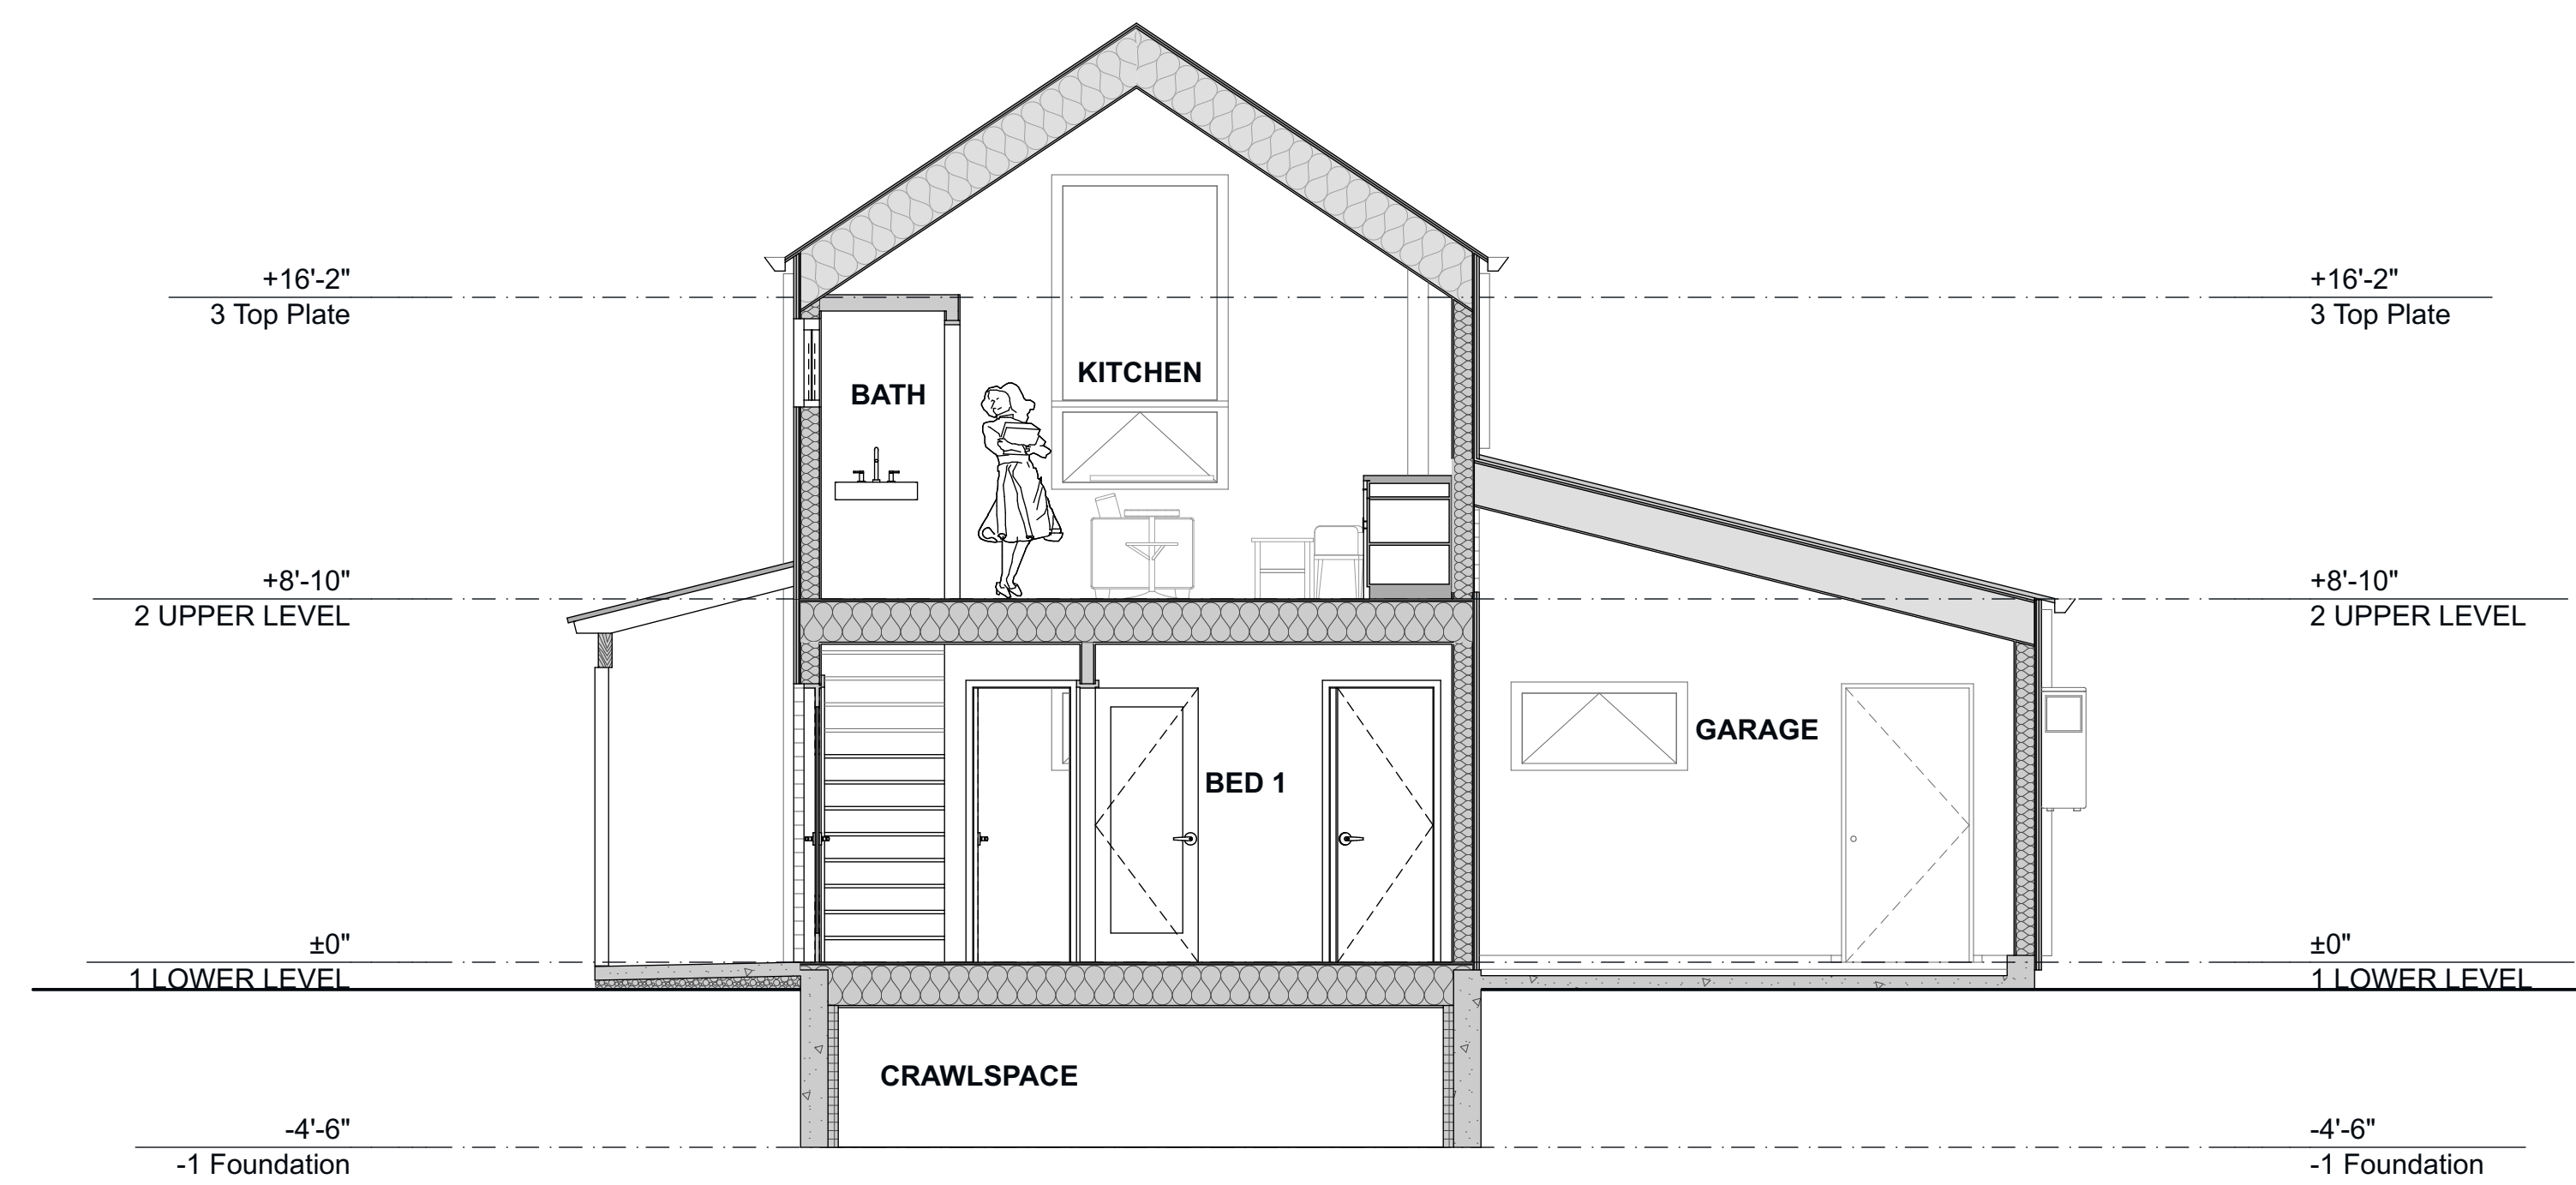 +16'-2"
3 Top Plate
+16'-2"
3 Top Plate
KITCHEN
BATH
+8'-10"
2 UPPER LEVEL
+8'-10"
2 UPPER LEVEL
GARAGE
BED 1
±0"
1 LOWER LEVEL
±0"
1 LOWER LEVEL
CRAWLSPACE
-4'-6"
-1 Foundation
-4'-6"
-1 Foundation